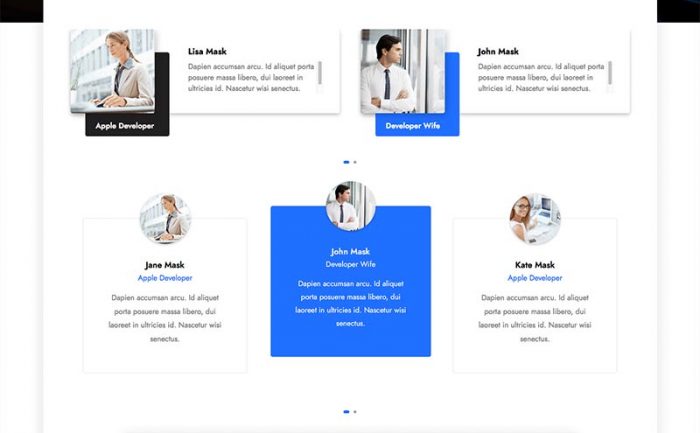 Lisa Mask
Dapien accumsan arcu. Id aliquet porta
posuere massa libero, dui laoreet in
ultricies id. Nascetur wisi senectus.
Apple Developer
John Mask
Dapien accumsan arcu. Id aliquet porta
posuere massa libero, dui laoreet in
ultricies id. Nascetur wisi senectus.
Developer Wife
Jane Mask
Apple Developer
Dapien accumsan arcu. Id aliquet
porta posuere massa libero, dui
laoreet in ultricies id. Nascetur wisi
senectus.
John Mask
Developer Wife
Dapien accumsan arcu. Id aliquet
porta posuere massa libero, dui
laoreet in ultricies id. Nascetur wisi
senectus.
Kate Mask
Apple Developer
Dapien accumsan arcu. Id aliquet
porta posuere massa libero, dui
laoreet in ultricies id. Nascetur wisi
senectus.